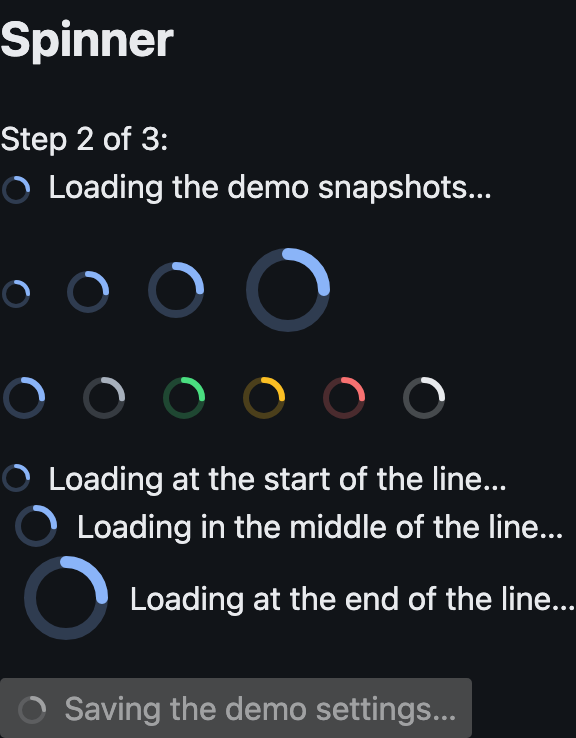 Spinner
Step 2 of 3:
Loading the demo snapshots...
Loading at the start of the line...
Loading in the middle of the line...
Loading at the end of the line...
Saving the demo settings...